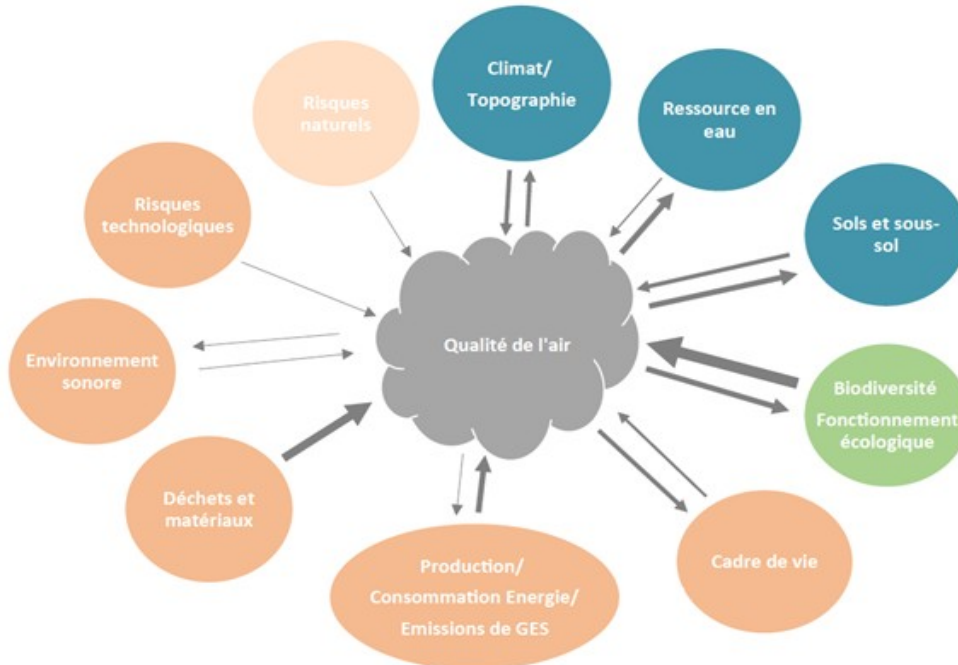 Climat/
Topographie
Risques
naturels
Ressource en
eau
Risques
technologiques
Sols et sous-
sol
Qualité de l'air
Environnement
sonore
Biodiversité
Fonctionnement
écologique
Déchets et
matériaux
Cadre de vie
Production/
Consommation Energie/
Emissions de GES